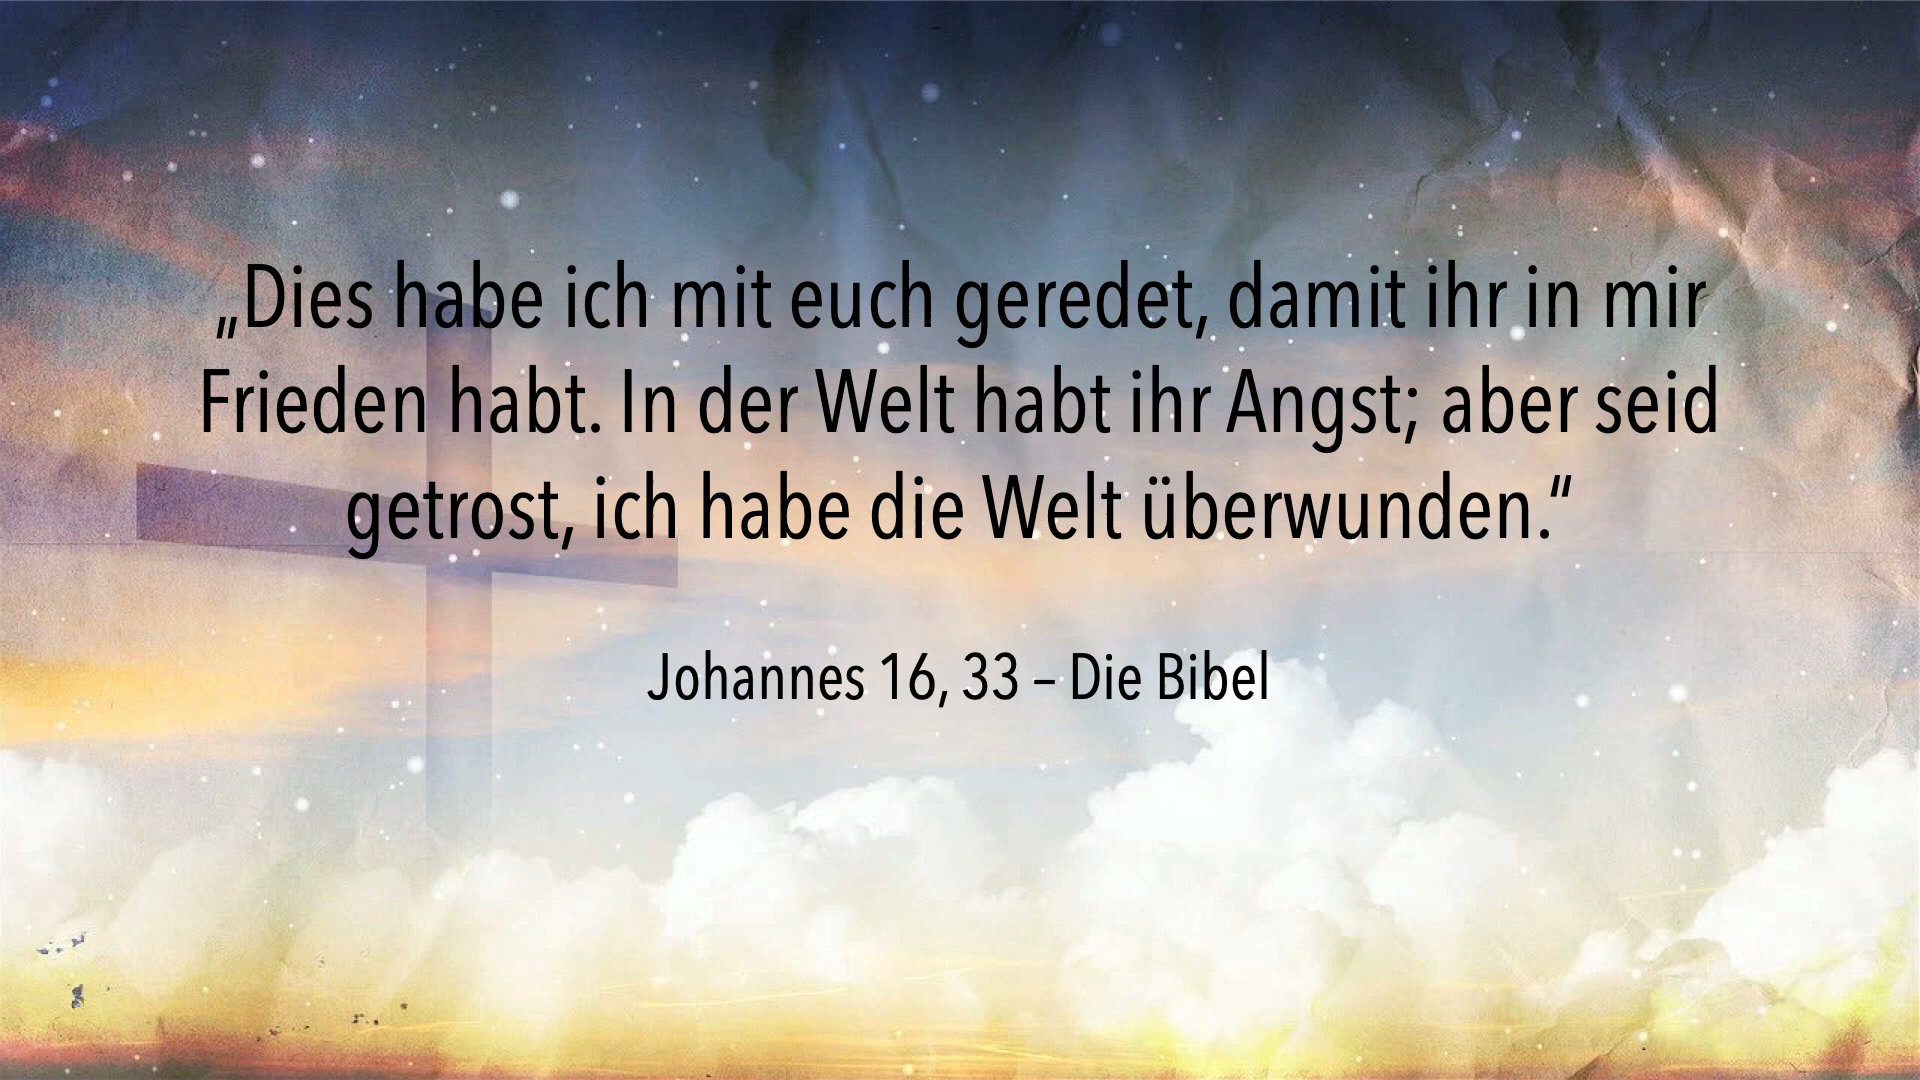 „Dies habe ich mit euch geredet, damit ihr in mir
Frieden habt. In der Welt habt ihr Angst; aber seid
getrost, ich habe die Welt überwunden.“
Johannes 16, 33 – Die Bibel